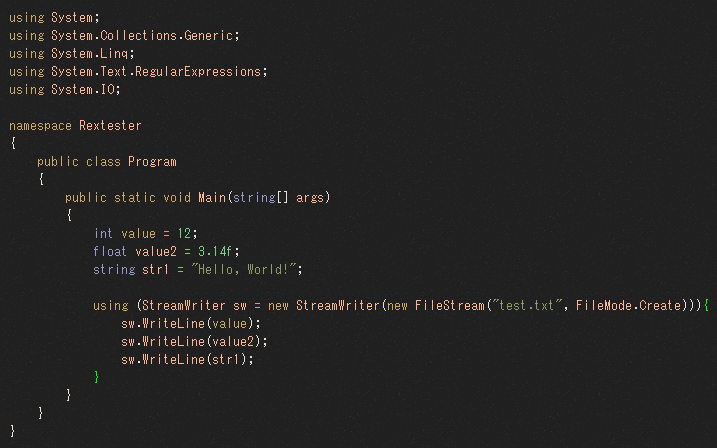 using System;
using System.Collections.Generic;
using System.Linq;
using System.Text.RegularExpressions;
using System.IO;

namespace Rextester
{
    public class Program
    {
        public static void Main(string[] args)
        {
            int value = 12;
            float value2 = 3.14f;
            string str1 = "Hello, World!";

            using (StreamWriter sw = new StreamWriter(new FileStream("test.txt", FileMode.Create))){
                sw.WriteLine(value);
                sw.WriteLine(value2);
                sw.WriteLine(str1);
            }
        }
    }
}